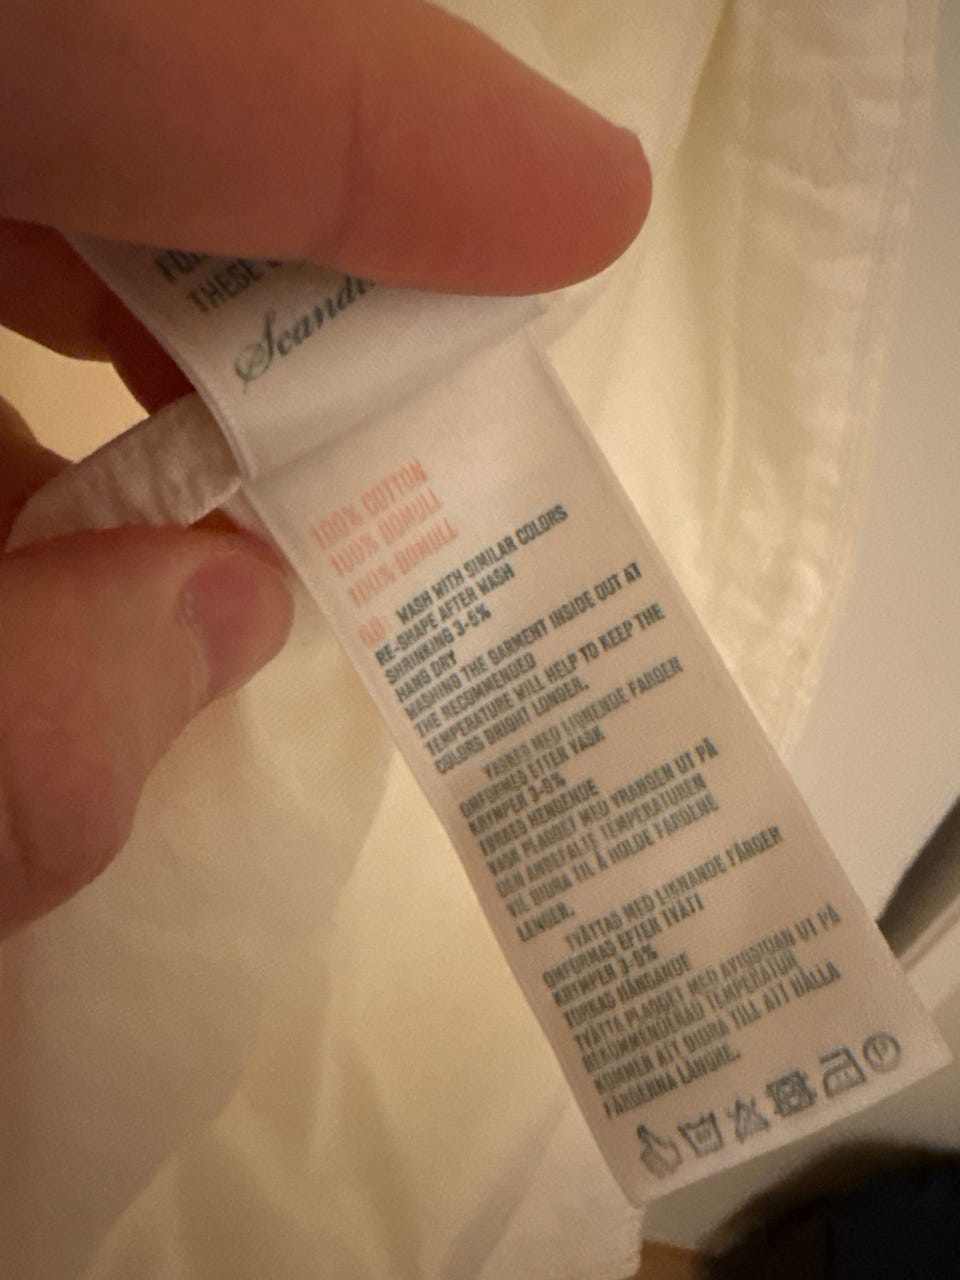 THESE
Scandi
100% COTTON
100% BOMULL
100% BOMULL
GB: WASH WITH SIMILAR COLORS
RE-SHAPE AFTER WASH
SHRINKING 3-5%
HANG DRY
WASHING THE GARMENT INSIDE OUT AT
THE RECOMMENDED
TEMPERATURE WILL HELP TO KEEP THE
COLORS BRIGHT LONGER.
VASKES MED LIGNENDE FARGER
OMFORMES ETTER VASK
KRYMPER 3-5%
TØRKES HENGENDE
VASK PLAGGET MED VRANGEN UT PÅ
DEN ANBEFALTE TEMPERATUREN
VIL BIDRA TIL Å HOLDE FARGENE
LENGER.
TVÄTTAS MED LIKNANDE FÄRGER
OMFORMAS EFTER TVÄTT
KRYMPER 3-5%
TORKAS HÄNGANDE
TVÄTTA PLAGGET MED AVIGSIDAN UT PÅ
REKOMMENDERAD TEMPERATUR
KOMMER ATT BIDRA TILL ATT HÅLLA
FÄRGERNA LÄNGRE.